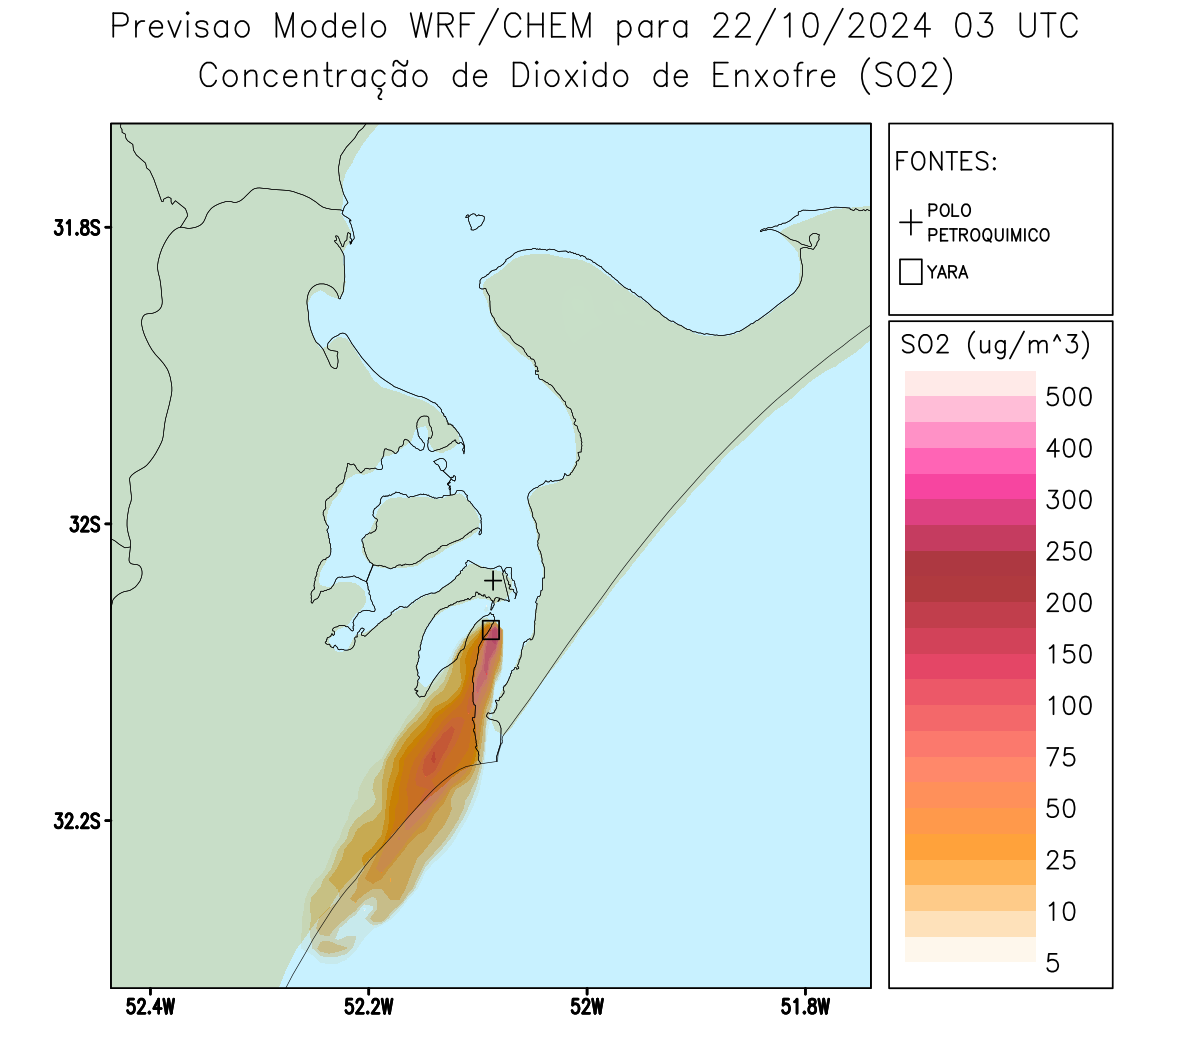 Previsao Modelo WRF/CHEM para 22/10/2024 03 UTC
Concentração de Dioxido de Enxofre (SO2)
FONTES:
POLO
PETROQUIMICO
YARA
SO2 (ug/m^3)
500
400
300
250
200
150
100
75
50
25
10
5
31.8S
32S
32.2S
52.4W
52.2W
52W
51.8W